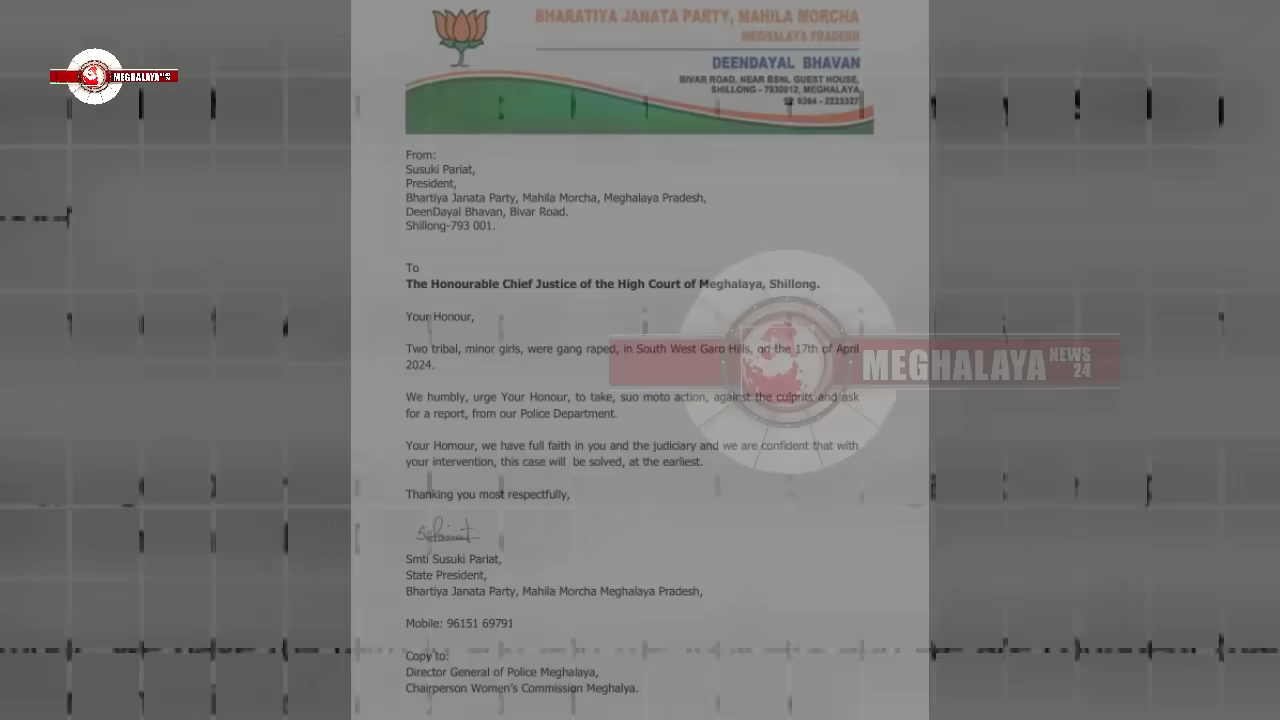 MEGHALAYA NEWS 24
BHARATIYA JANATA PARTY, MAHILA MORCHA
MEGHALAYA PRADESH
DEENDAYAL BHAVAN
BIVAR ROAD, NEAR BSNL GUEST HOUSE,
SHILLONG - 7930012, MEGHALAYA
☎ 0364 - 2225327
From:
Susuki Pariat,
President,
Bhartiya Janata Party, Mahila Morcha, Meghalaya Pradesh,
DeenDayal Bhavan, Bivar Road.
Shillong-793 001.
To
The Honourable Chief Justice of the High Court of Meghalaya, Shillong.
Your Honour,
Two tribal, minor girls, were gang raped, in South West Garo Hills, on the 17th of April
2024.
MEGHALAYA NEWS 24
We humbly, urge Your Honour, to take, suo moto action, against the culprits and ask
for a report, from our Police Department.
Your Homour, we have full faith in you and the judiciary and we are confident that with
your intervention, this case will be solved, at the earliest.
Thanking you most respectfully,
Smti Susuki Pariat,
State President,
Bhartiya Janata Party, Mahila Morcha Meghalaya Pradesh,
Mobile: 96151 69791
Copy to:
Director General of Police Meghalaya,
Chairperson Women's Commission Meghalya.